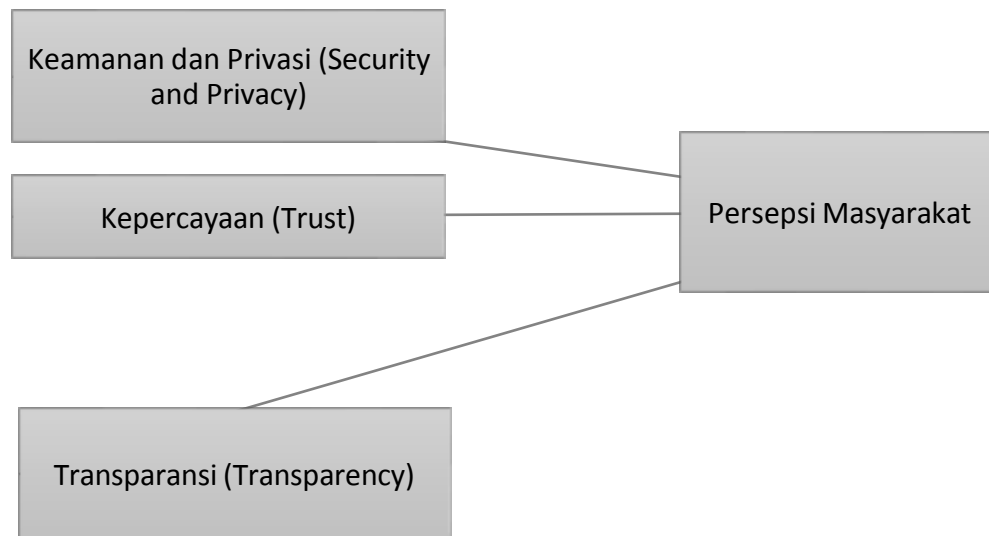 Keamanan dan Privasi (Security
and Privacy)
Kepercayaan (Trust)
Persepsi Masyarakat
Transparansi (Transparency)